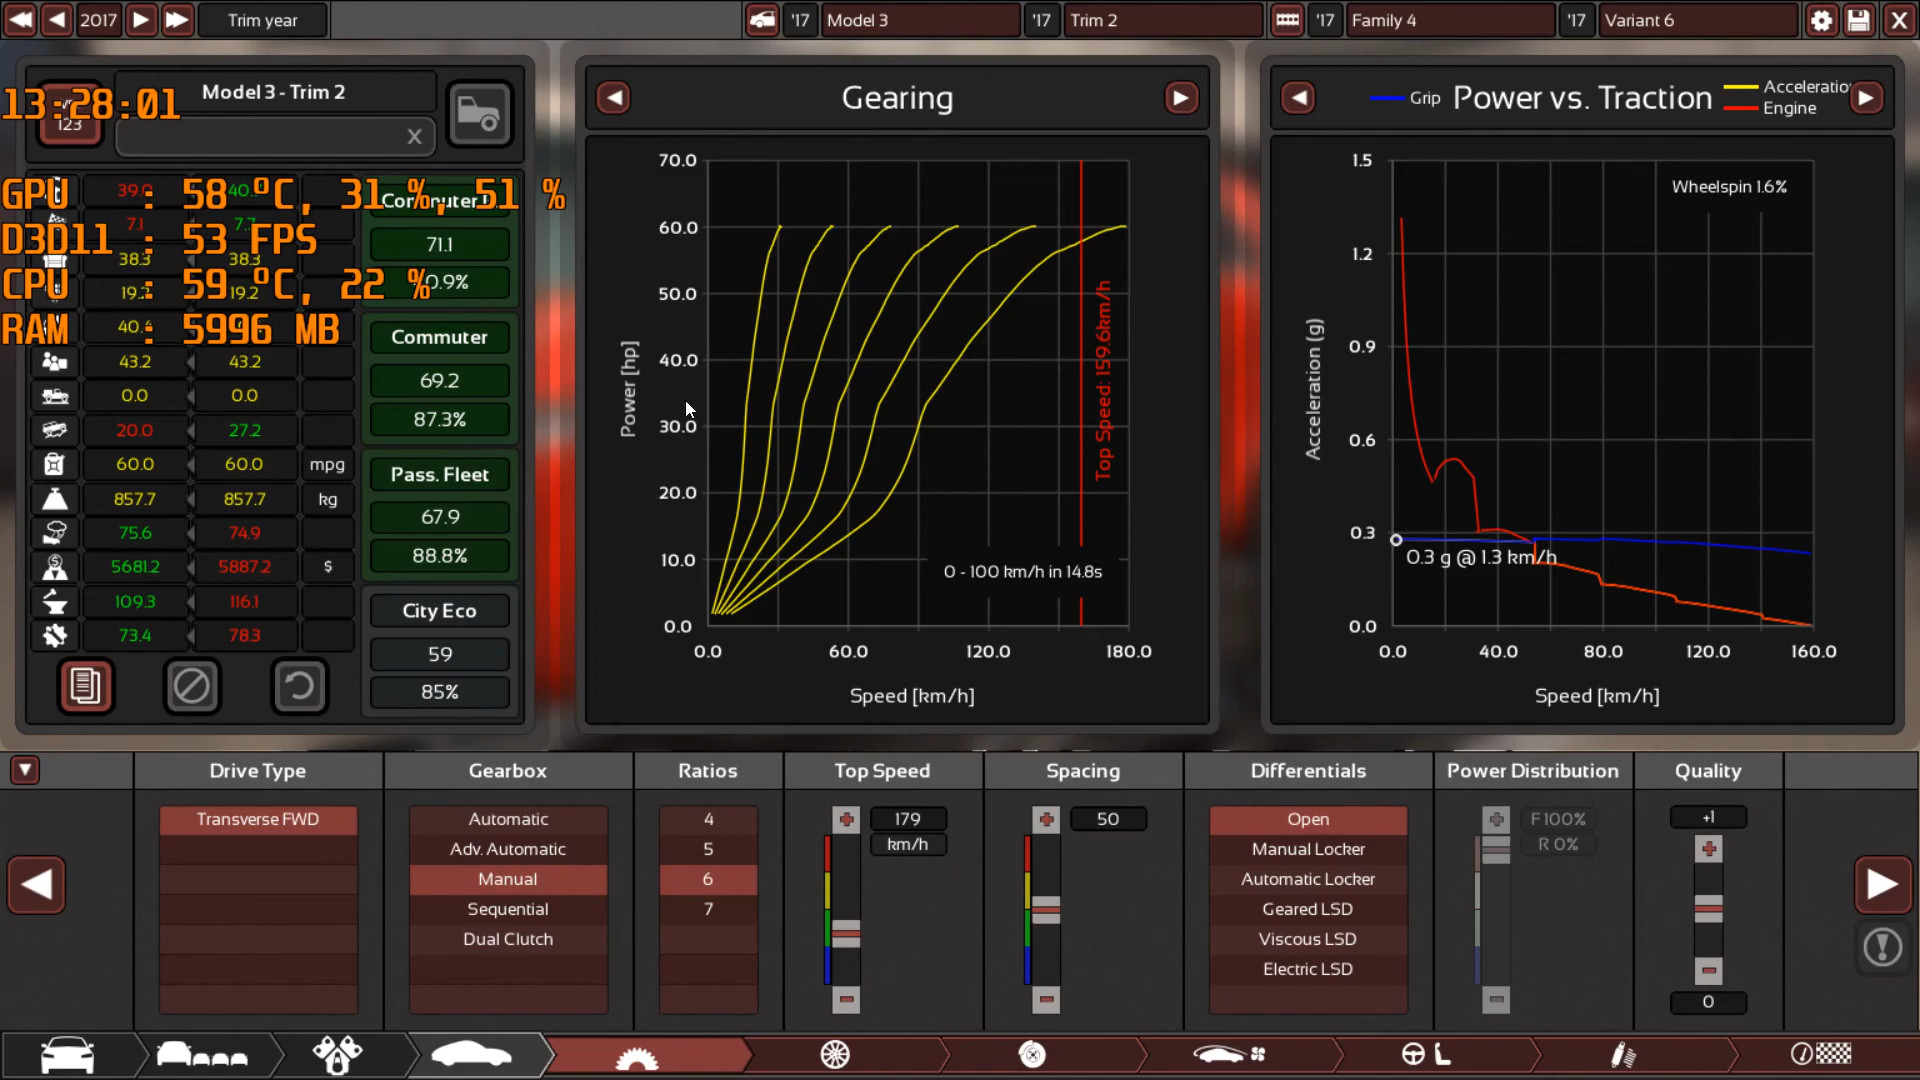 2017
Trim year
'17
Model 3
'17
Trim 2
'17
Family 4
'17
Variant 6
X
Model 3 - Trim 2
13:28:01
123
X
GPU : 58 °C, 31 %, 51 %
D3D11 : 53 FPS
CPU : 59 °C, 22 %
RAM : 5996 MB
7.1
38.3 38.3
19.2
43.2 43.2
0.0 0.0
20.0 27.2
60.0 60.0 mpg
857.7 857.7 kg
75.6 74.9
5681.2 5887.2 $
109.3 116.1
73.4 78.3
71.1
Commuter
69.2
87.3%
Pass. Fleet
67.9
88.8%
City Eco
59
85%
Gearing
70.0
60.0
50.0
40.0
30.0
20.0
10.0
0.0
Power [hp]
0.0 60.0 120.0 180.0
Speed [km/h]
Top Speed: 159.6km/h
0 - 100 km/h in 14.8s
Grip
Power vs. Traction
Engine
1.5
1.2
0.9
0.6
0.3
0.0
Acceleration (g)
Wheelspin 1.6%
0.3 g @ 1.3 km/h
0.0 40.0 80.0 120.0 160.0
Speed [km/h]
Drive Type
Transverse FWD
Gearbox
Automatic
Adv. Automatic
Manual
Sequential
Dual Clutch
Ratios
4
5
6
7
Top Speed
179
km/h
Spacing
50
Differentials
Open
Manual Locker
Automatic Locker
Geared LSD
Viscous LSD
Electric LSD
Power Distribution
F 100%
R 0%
Quality
+1
0